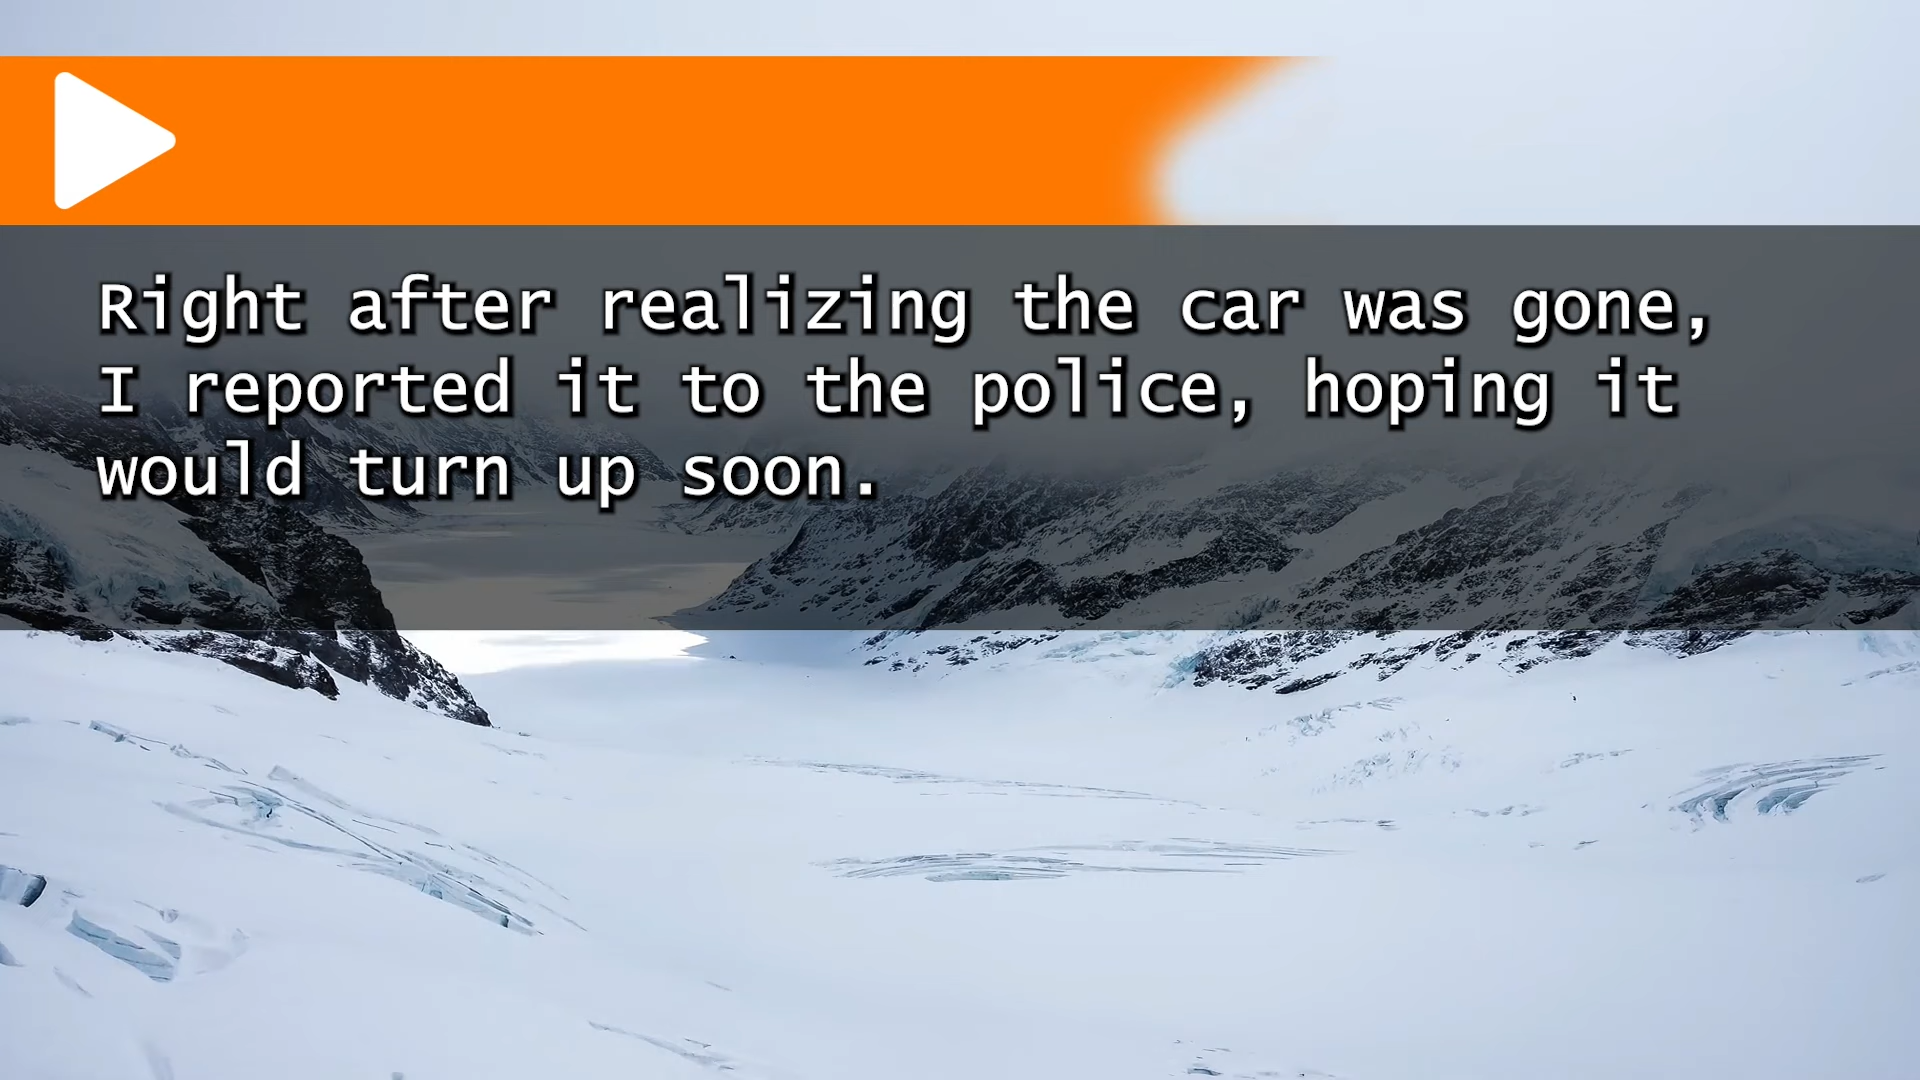 Right after realizing the car was gone,
I reported it to the police, hoping it
would turn up soon.